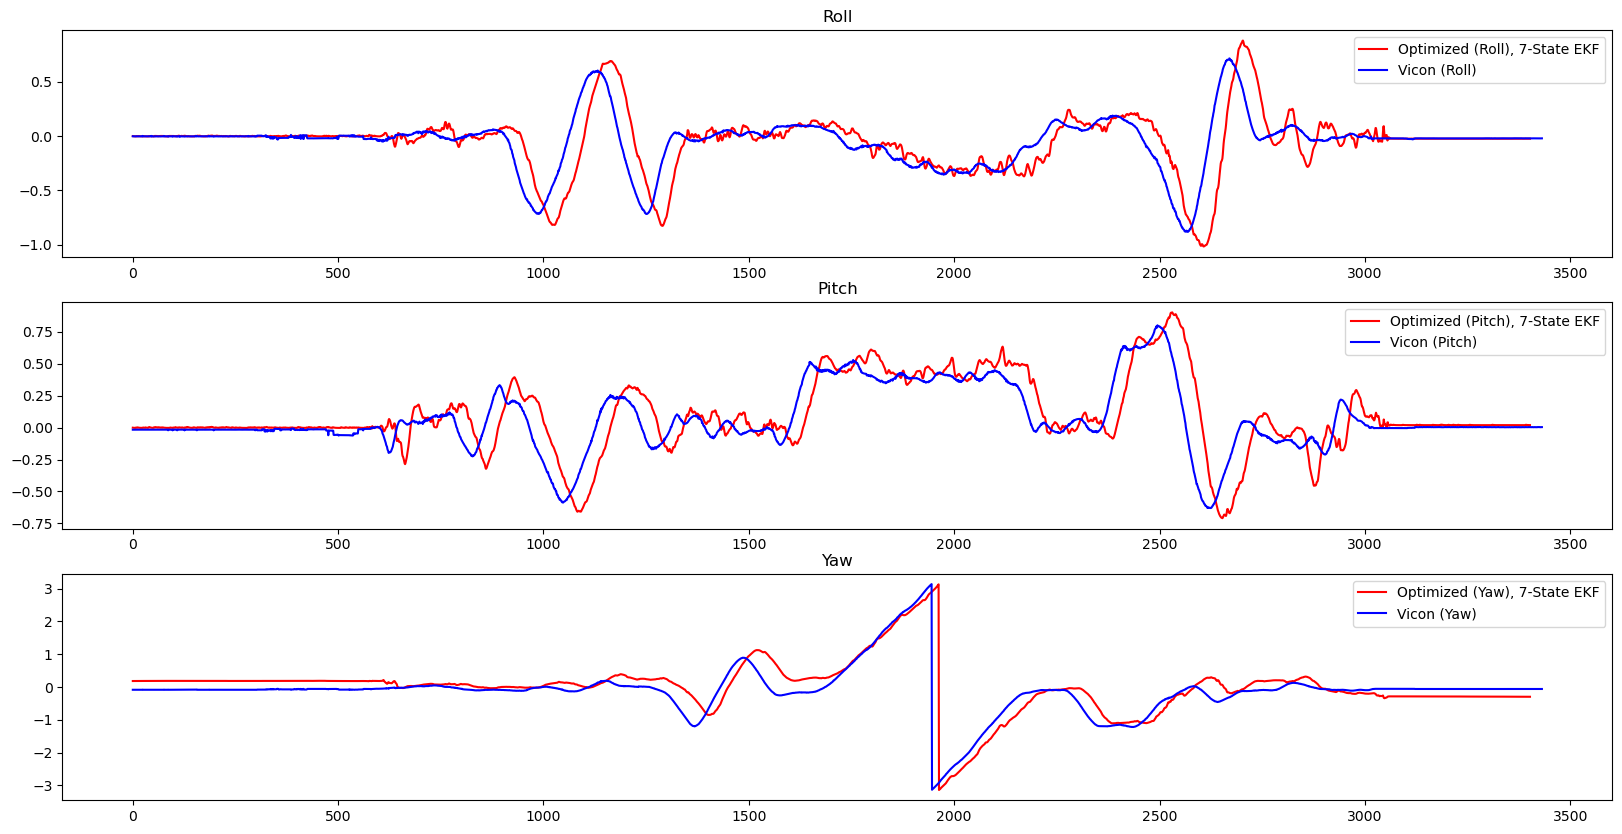 Roll
Optimized (Roll), 7-State EKF
Vicon (Roll)
0.5
0.0
−0.5
−1.0
0 500 1000 1500 2000 2500 3000 3500
Pitch
Optimized (Pitch), 7-State EKF
Vicon (Pitch)
0.75
0.50
0.25
0.00
−0.25
−0.50
−0.75
0 500 1000 1500 2000 2500 3000 3500
Yaw
Optimized (Yaw), 7-State EKF
Vicon (Yaw)
3
2
1
0
−1
−2
−3
0 500 1000 1500 2000 2500 3000 3500